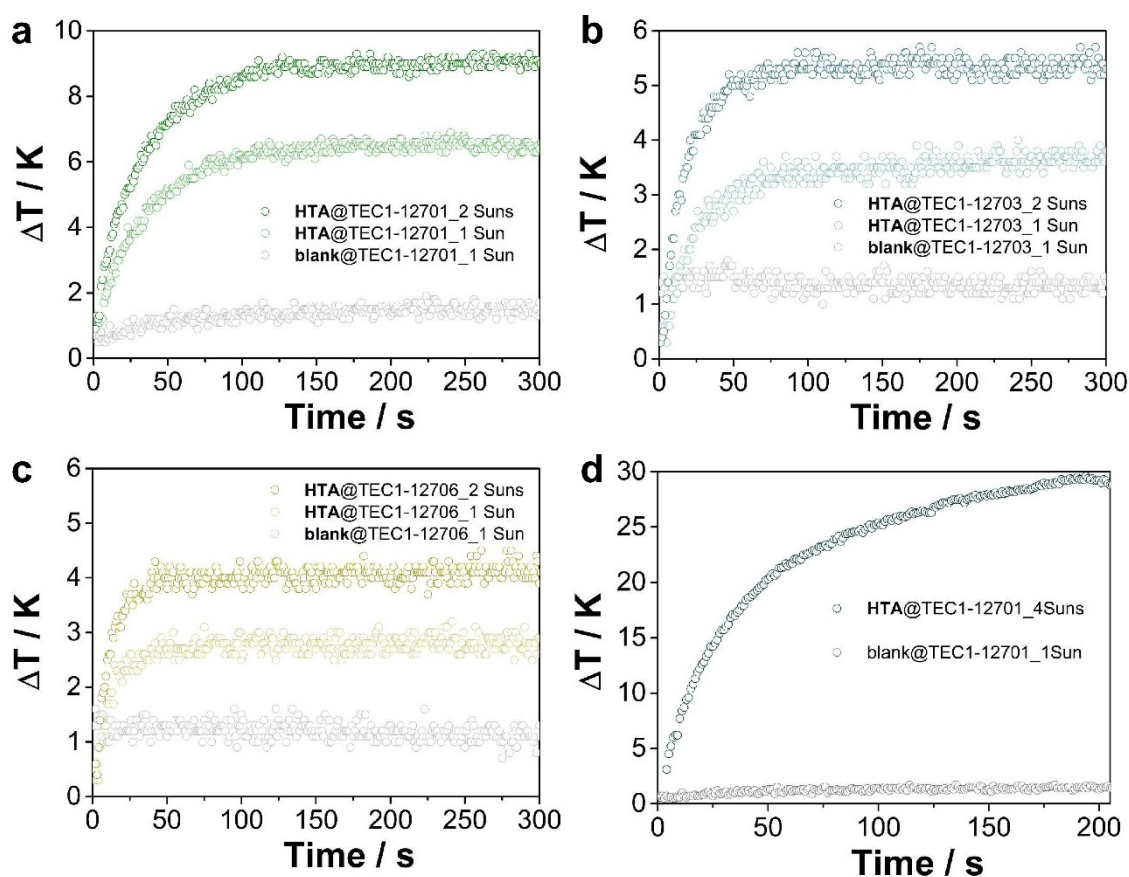 a
10
8
6
4
2
0
ΔT / K
HTA@TEC1-12701_2 Suns
HTA@TEC1-12701_1 Sun
blank@TEC1-12701_1 Sun
0 50 100 150 200 250 300
Time / s
b
6
5
4
3
2
1
0
ΔT / K
HTA@TEC1-12703_2 Suns
HTA@TEC1-12703_1 Sun
blank@TEC1-12703_1 Sun
0 50 100 150 200 250 300
Time / s
c
6
5
4
3
2
1
0
ΔT / K
HTA@TEC1-12706_2 Suns
HTA@TEC1-12706_1 Sun
blank@TEC1-12706_1 Sun
0 50 100 150 200 250 300
Time / s
d
30
25
20
15
10
5
0
ΔT / K
HTA@TEC1-12701_4Suns
blank@TEC1-12701_1Sun
0 50 100 150 200
Time / s